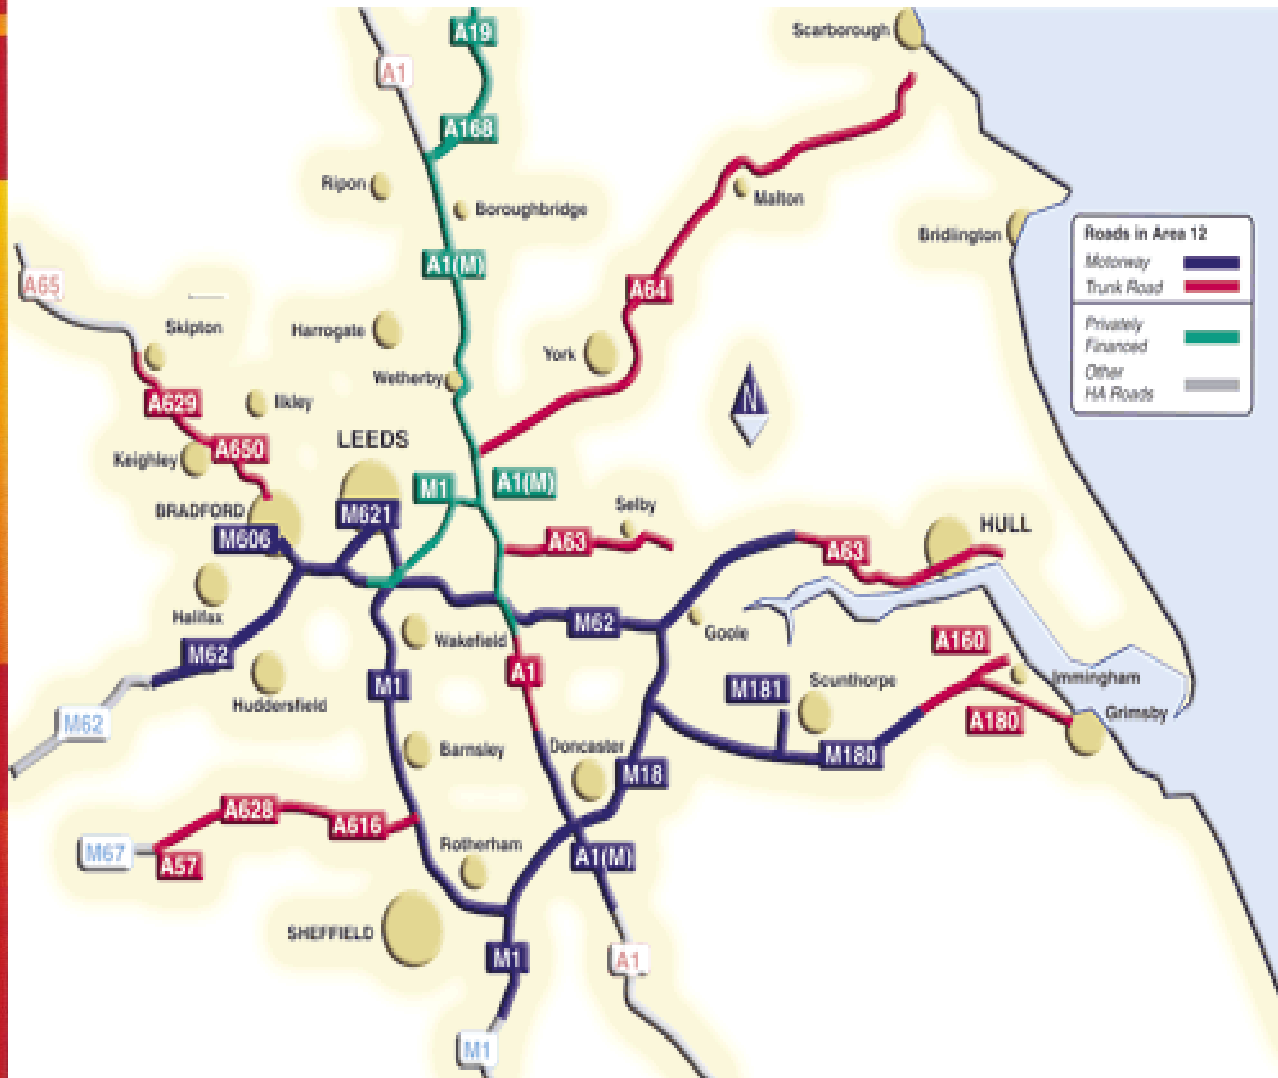 A19
Scarborough
A1
A168
Ripon
Malton
Boroughbridge
Bridlington
Roads in Area 12
Motorway
Trunk Road
Privately
Financed
Other
HA Roads
A1(M)
A65
A64
Skipton
Harrogate
York
Wetherby
N
A629
Ilkley
LEEDS
A650
Keighley
M1
A1(M)
Selby
BRADFORD
M621
HULL
M606
A63
A63
Halifax
M62
Goole
Wakefield
A160
M62
A1
Immingham
M1
M181
Scunthorpe
Huddersfield
Grimsby
M62
A180
Barnsley
Doncaster
M180
M18
A628
A616
Rotherham
M67
A57
A1(M)
SHEFFIELD
M1
A1
M1